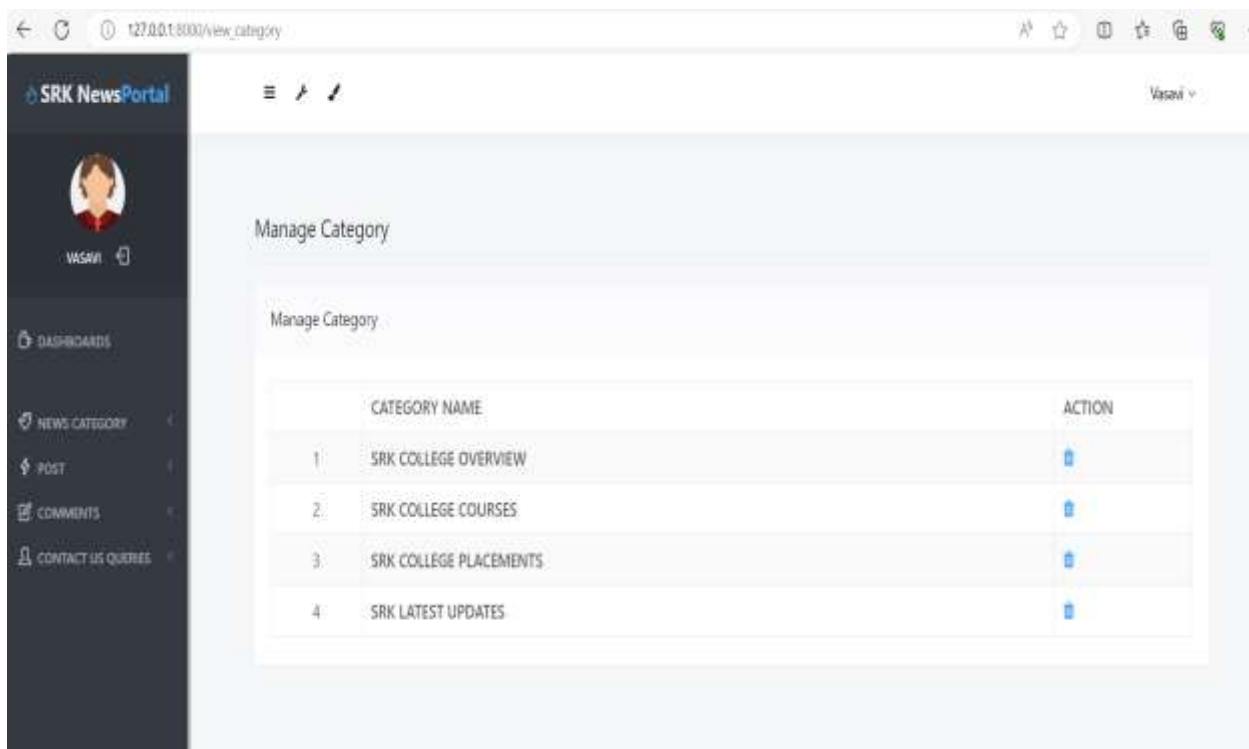 127.0.0.1:8000/view_category
SRK NewsPortal
Vasavi
VASAVI
DASHBOARDS
NEWS CATEGORY
POST
COMMENTS
CONTACT US QUERIES
Manage Category
Manage Category
CATEGORY NAME ACTION
1 SRK COLLEGE OVERVIEW
2 SRK COLLEGE COURSES
3 SRK COLLEGE PLACEMENTS
4 SRK LATEST UPDATES